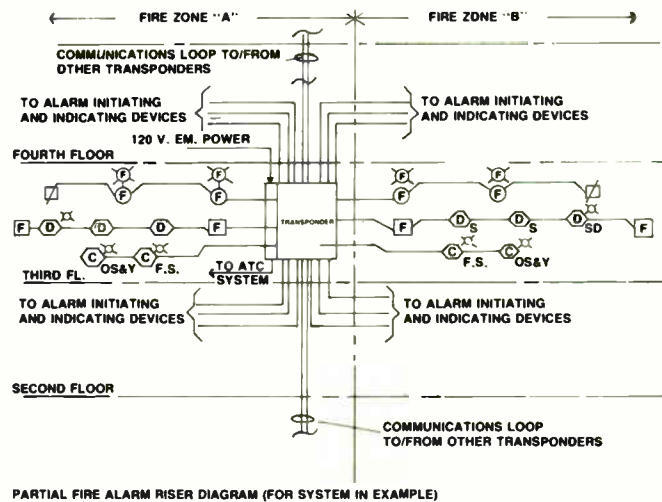 FIRE ZONE "A"
FIRE ZDNE "B"
COMMUNICATIONS LOOP TO/FROM
OTHER TRANSPONDERS
TO ALARM INITIATING
AND INDICATING DEVICES
TO ALARM INITIATING
AND INDICATING DEVICES
120 V. EM. POWER
FOURTH FLOOR
F F F F
TRANSPONDER
F D D D F F D S D S D SD F
C OS&Y C F.S. C F.S. C OS&Y
TO ATC
SYSTEM
THIRD FL.
TO ALARM INITIATING
AND INDICATING DEVICES
TO ALARM INITIATING
AND INDICATING DEVICES
SECOND FLOOR
COMMUNICATIONS LOOP
TO/FROM OTHER TRANSPONDERS
PARTIAL FIRE ALARM RISER DIAGRAM (FOR SYSTEM IN EXAMPLE)